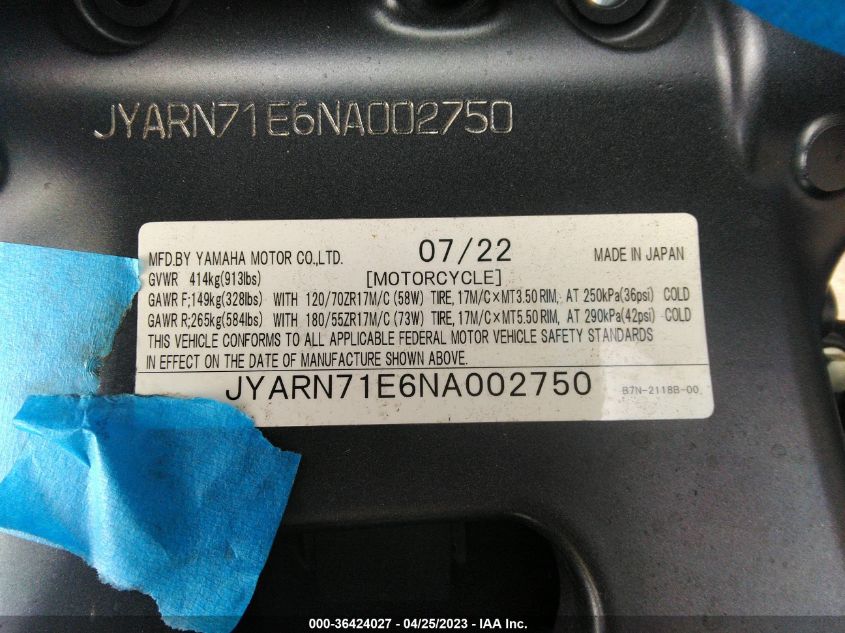 JYARN71E6NA002750
MFD.BY YAMAHA MOTOR CO.,LTD. 07/22 MADE IN JAPAN
GVWR 414kg(913lbs) [MOTORCYCLE]
GAWR F;149kg(328lbs) WITH 120/70ZR17M/C (58W) TIRE,17M/C×MT3.50 RIM, AT 250kPa(36psi) COLD
GAWR R;265kg(584lbs) WITH 180/55ZR17M/C (73W) TIRE,17M/C×MT5.50 RIM, AT 290kPa(42psi) COLD
THIS VEHICLE CONFORMS TO ALL APPLICABLE FEDERAL MOTOR VEHICLE SAFETY STANDARDS
IN EFFECT ON THE DATE OF MANUFACTURE SHOWN ABOVE.
JYARN71E6NA002750 B7N-2118B-00
000-36424027 - 04/25/2023 - IAA Inc.